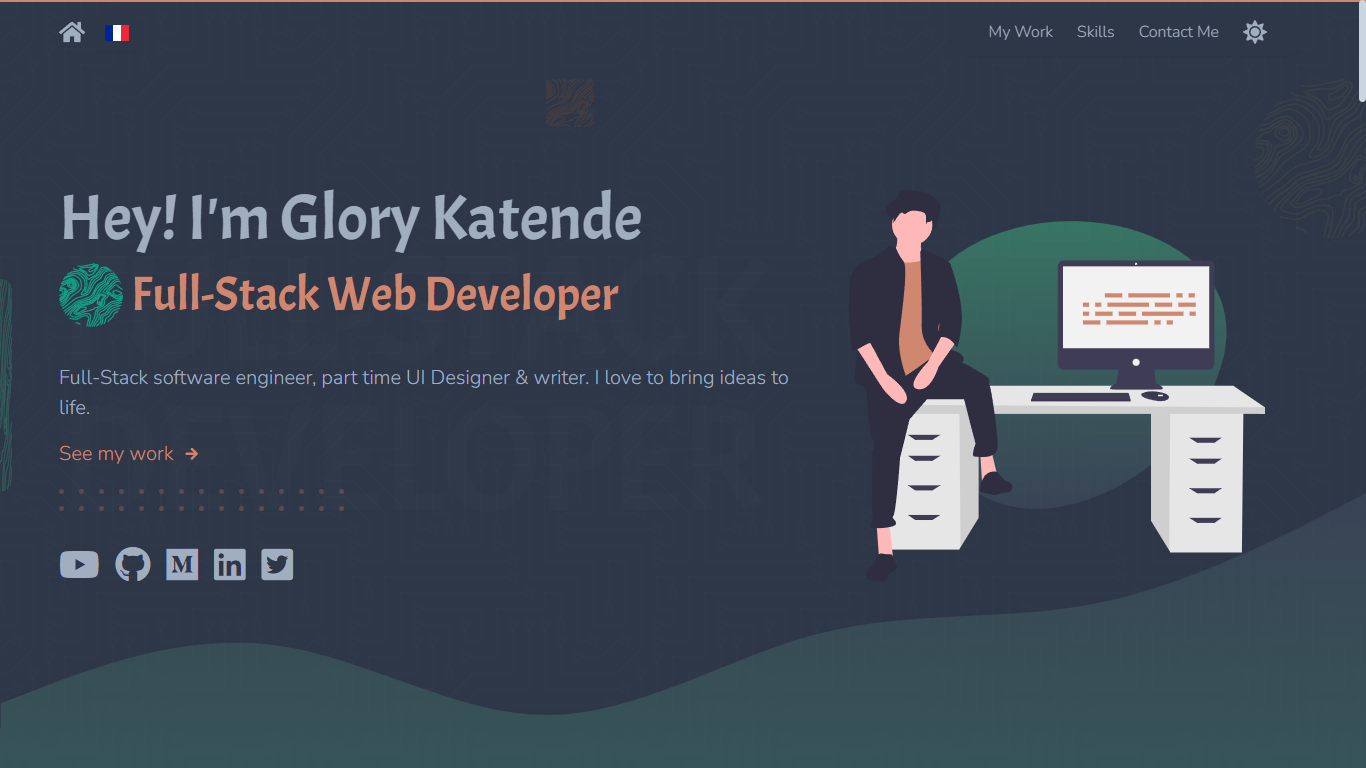 My Work Skills Contact Me
Hey! I'm Glory Katende
Full-Stack Web Developer
Full-Stack software engineer, part time UI Designer & writer. I love to bring ideas to
life.
See my work